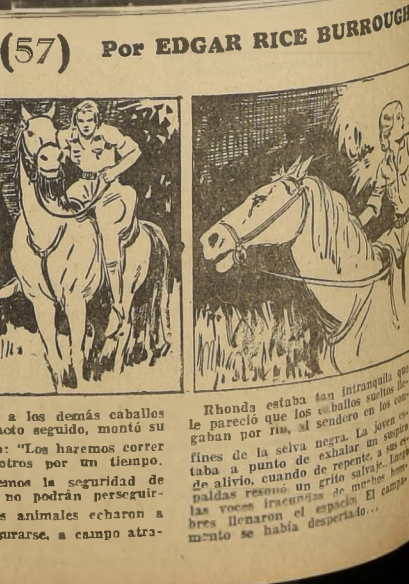 (57)
Por EDGAR RICE BURROUGH
a los demás caballos
acto seguido, montó su
o: "Los haremos correr
otros por un tiempo.
emos la seguridad de
no podrán perseguir-
s animales echaron a
gurarse, a campo atra-
Rhonda estaba tan intranquila que
le pareció que los caballos sueltos lle
gaban por fin, al sendero en los con-
fines de la selva negra. La joven es-
taba a punto de exhalar un suspiro
de alivio, cuando de repente, a sus es
paldas resonó un grito salvaje. Luego
las voces iracundas de muchos hom-
bres llenaron el espacio. El campa-
mento se había despertado...